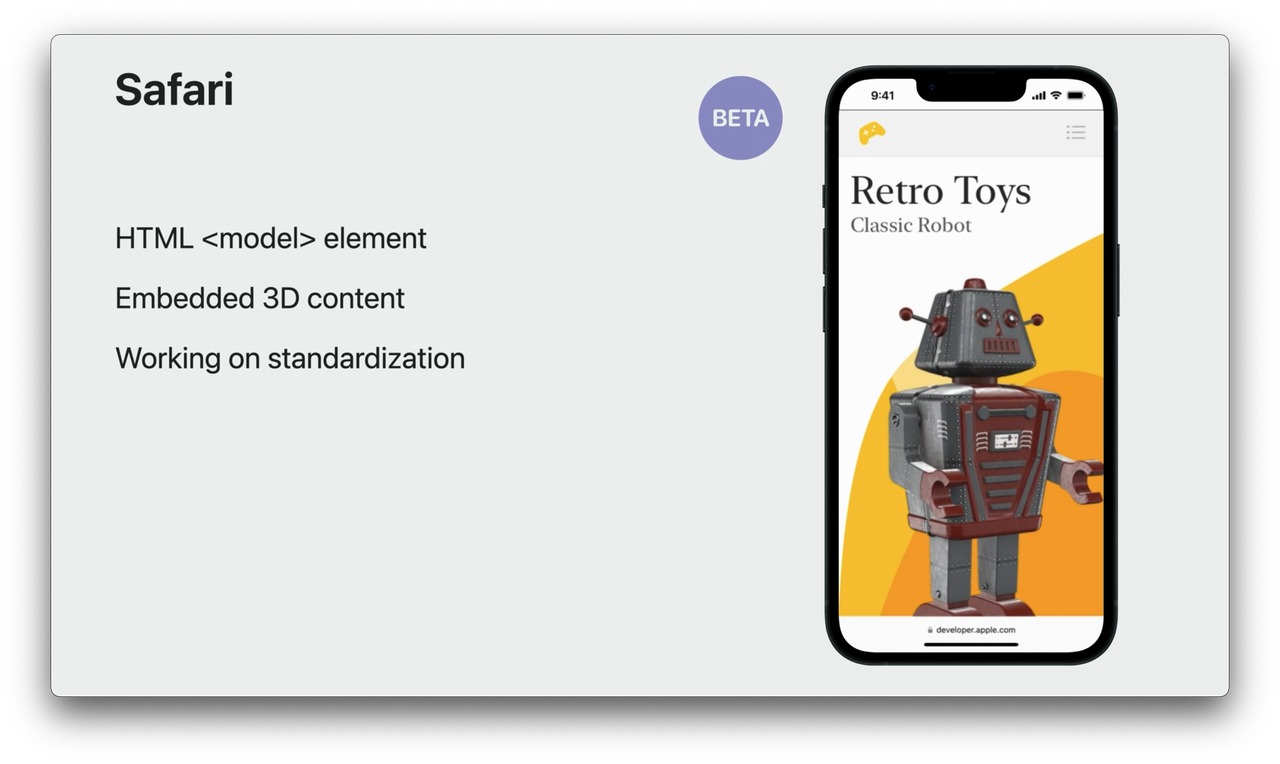 Safari
BETA
HTML <model> element
Embedded 3D content
Working on standardization
9:41
Retro Toys
Classic Robot
developer.apple.com